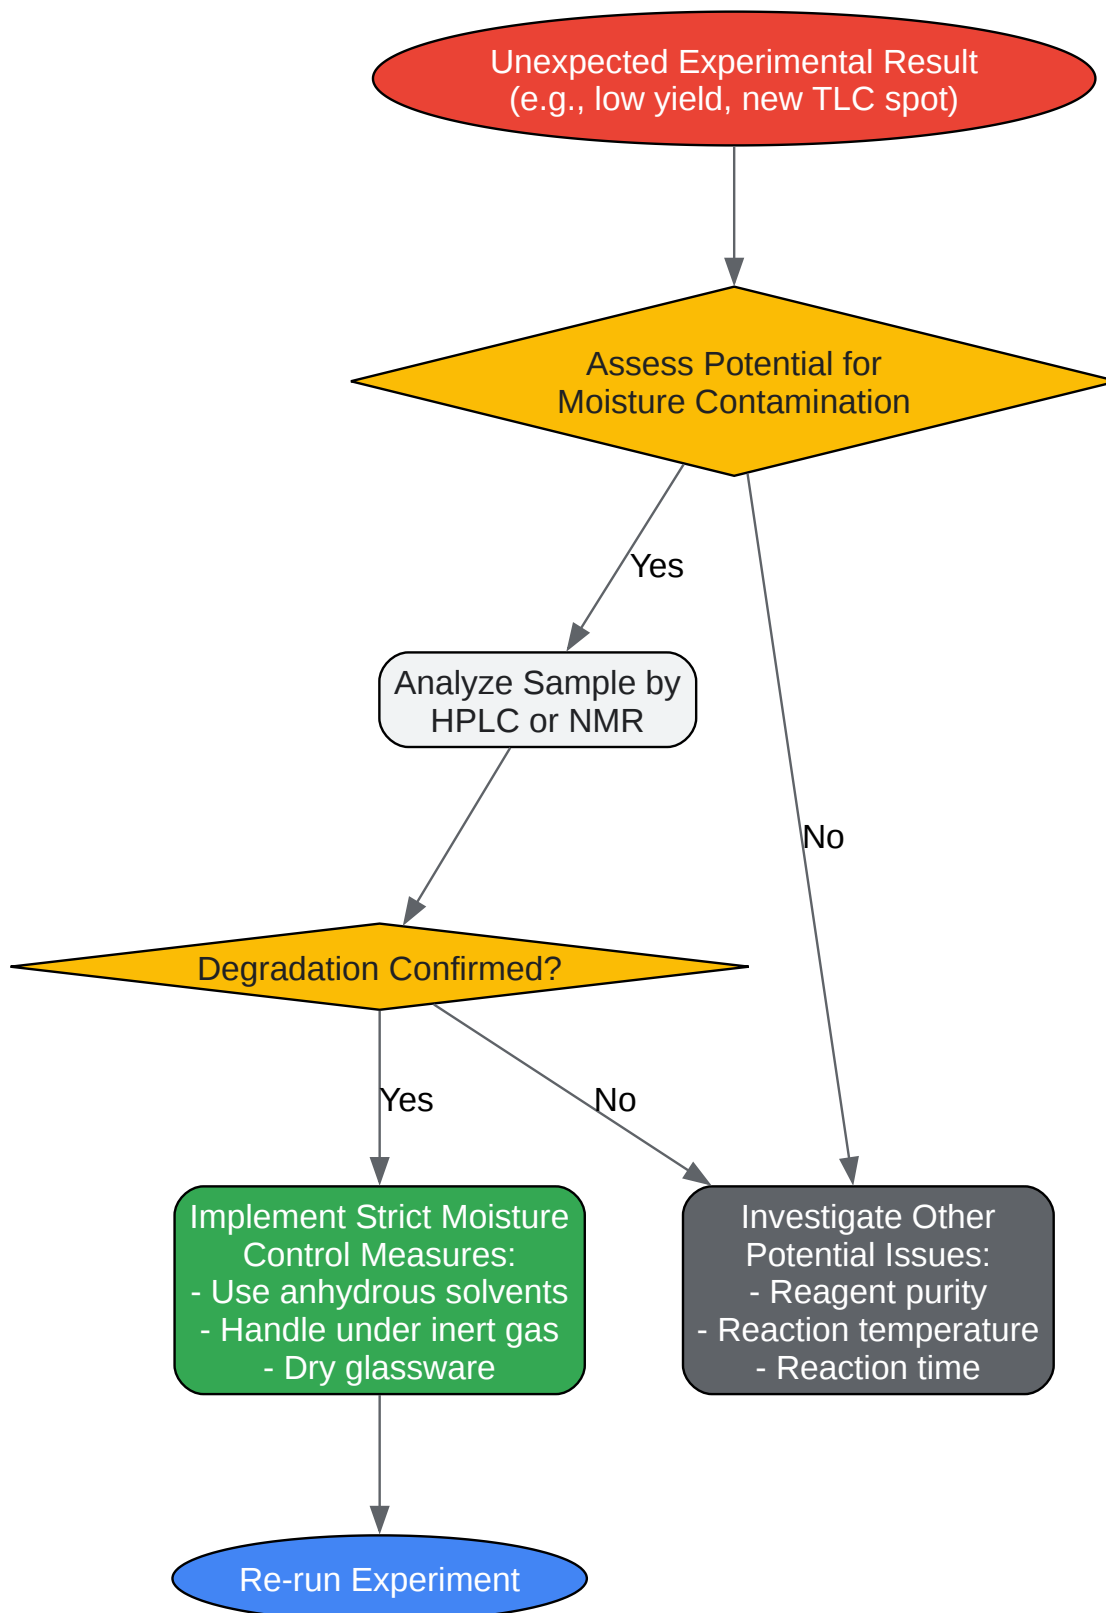 Unexpected Experimental Result
(e.g., low yield, new TLC spot)
Assess Potential for
Moisture Contamination
Yes
Analyze Sample by
HPLC or NMR
No
Degradation Confirmed?
Yes
No
Implement Strict Moisture
Control Measures:
- Use anhydrous solvents
- Handle under inert gas
- Dry glassware
Investigate Other
Potential Issues:
- Reagent purity
- Reaction temperature
- Reaction time
Re-run Experiment